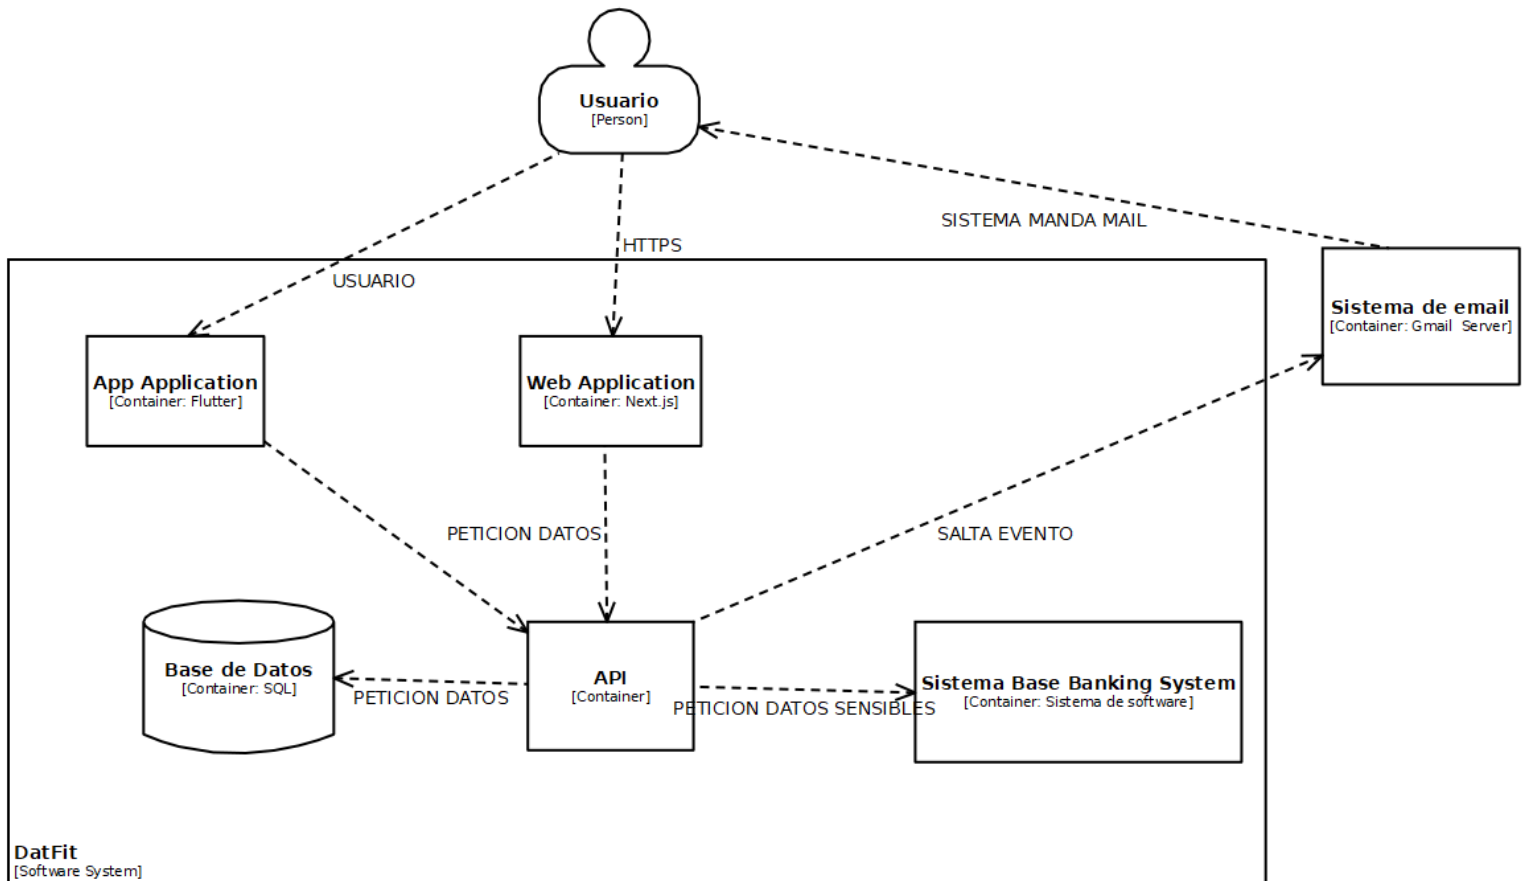 Usuario
[Person]
SISTEMA MANDA MAIL
HTTPS
USUARIO
Sistema de email
[Container: Gmail  Server]
App Application
[Container: Flutter]
Web Application
[Container: Next.js]
PETICION DATOS
SALTA EVENTO
Base de Datos
[Container: SQL]
PETICION DATOS
API
[Container]
PETICION DATOS SENSIBLES
Sistema Base Banking System
[Container: Sistema de software]
DatFit
[Software System]